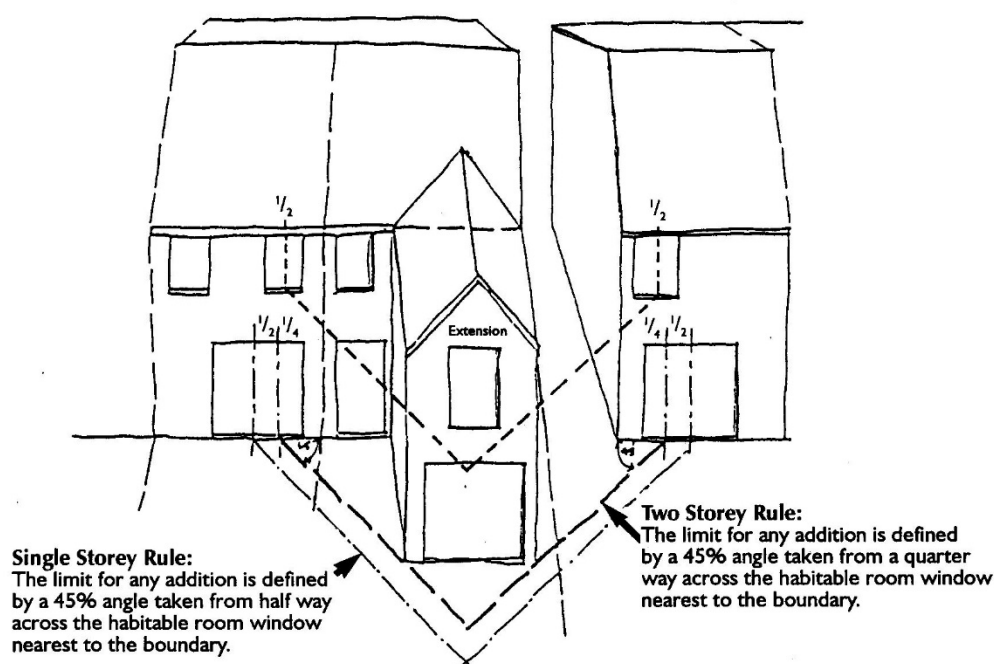 1/2
1/2
1/2 1/4
Extension
1/4 1/2
45
45
Single Storey Rule:
The limit for any addition is defined
by a 45% angle taken from half way
across the habitable room window
nearest to the boundary.
Two Storey Rule:
The limit for any addition is defined
by a 45% angle taken from a quarter
way across the habitable room window
nearest to the boundary.